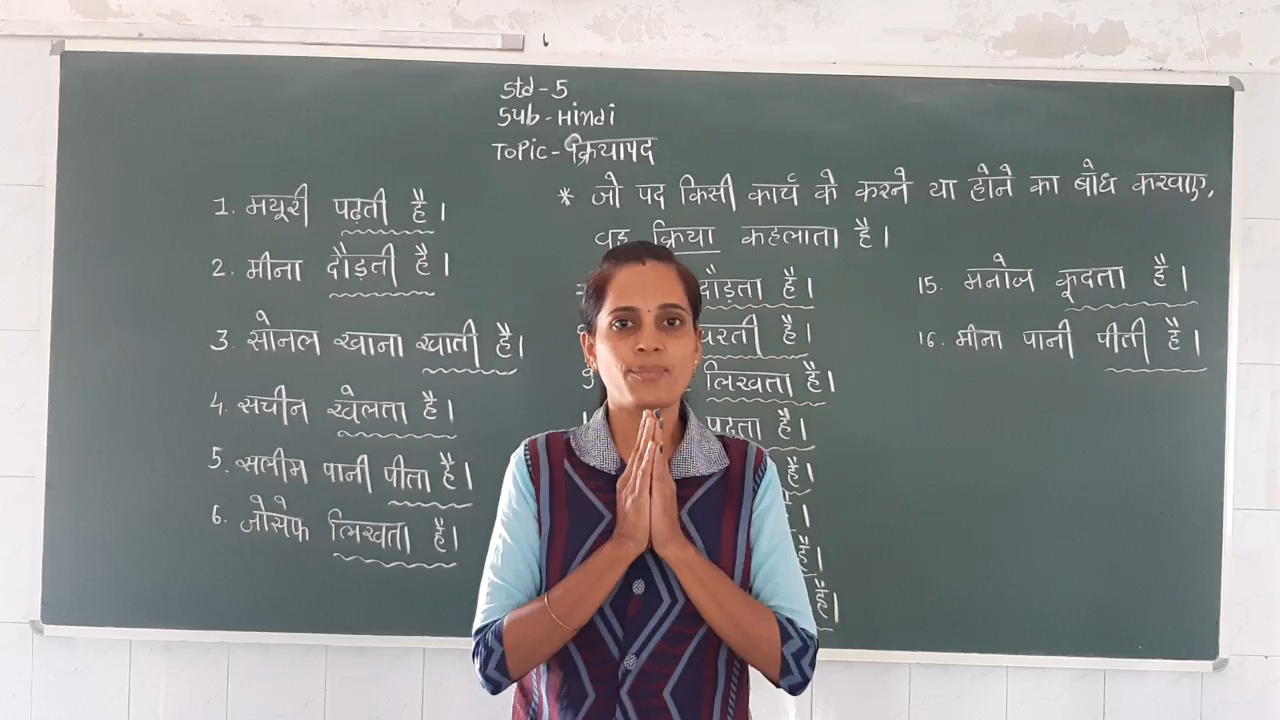 Std-5
Sub-Hindi
Topic-क्रियापद
1. मयूरी पढ़ती है।
2. मीना दौड़ती है।
3. सोनल खाना खाती है।
4. सचीन खेलता है।
5. सलीम पानी पीता है।
6. जोसेफ लिखता है।
* जो पद किसी कार्य के करने या होने का बोध करवाए,
वह क्रिया कहलाता है।
दौड़ता है।
है।
9 लिखता है।
पढ़ता है।
है।
।
है।
है।
15. मनोज कूदता है।
16. मीना पानी पीती है।